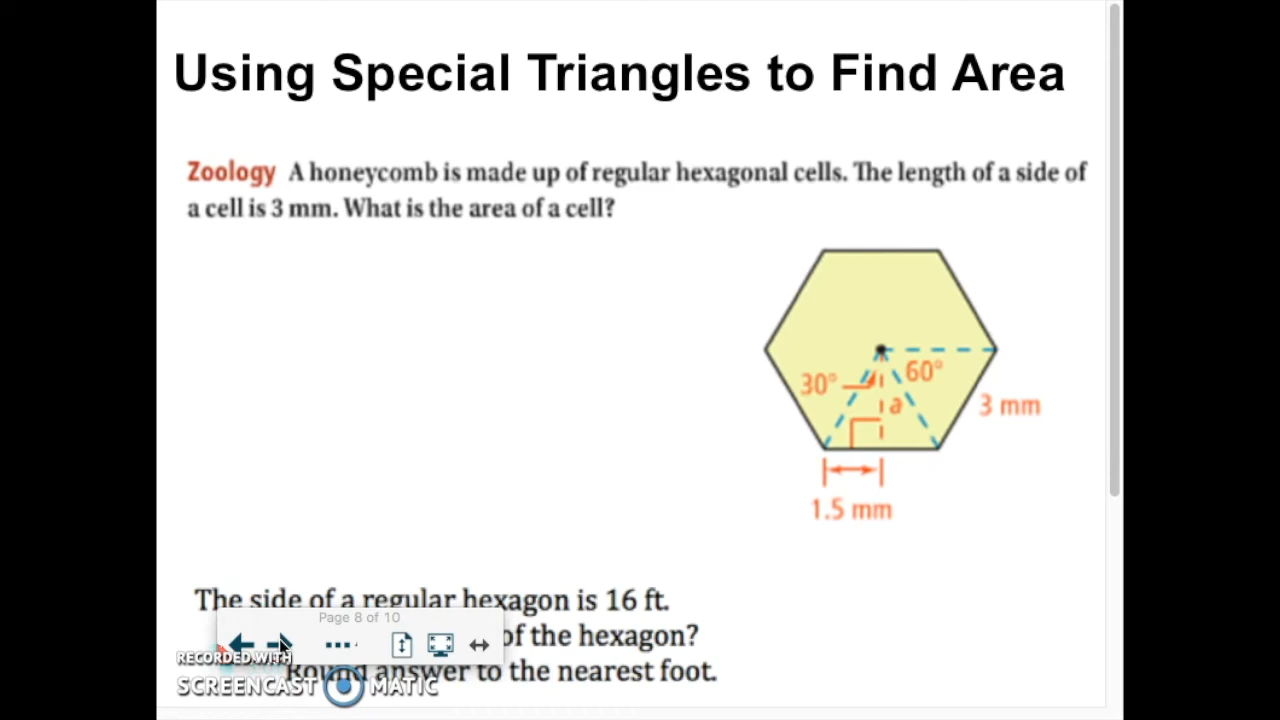 Using Special Triangles to Find Area
Zoology A honeycomb is made up of regular hexagonal cells. The length of a side of
a cell is 3 mm. What is the area of a cell?
30°
60°
a
3 mm
1.5 mm
The side of a regular hexagon is 16 ft.
Page 8 of 10
of the hexagon?
RECORDED WITH
Round answer to the nearest foot.
SCREENCAST MATIC